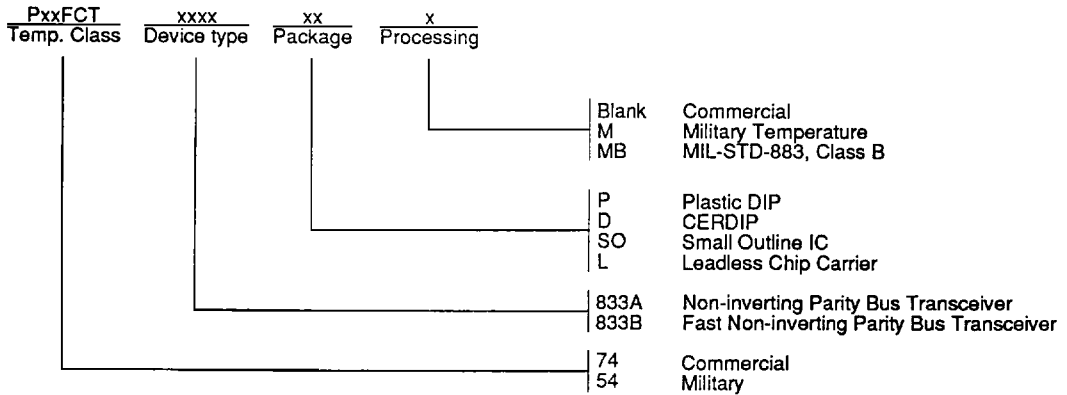 PxxFCT xxxx xx x
Temp. Class Device type Package Processing
Blank Commercial
M Military Temperature
MB MIL-STD-883, Class B
P Plastic DIP
D CERDIP
SO Small Outline IC
L Leadless Chip Carrier
833A Non-inverting Parity Bus Transceiver
833B Fast Non-inverting Parity Bus Transceiver
74 Commercial
54 Military